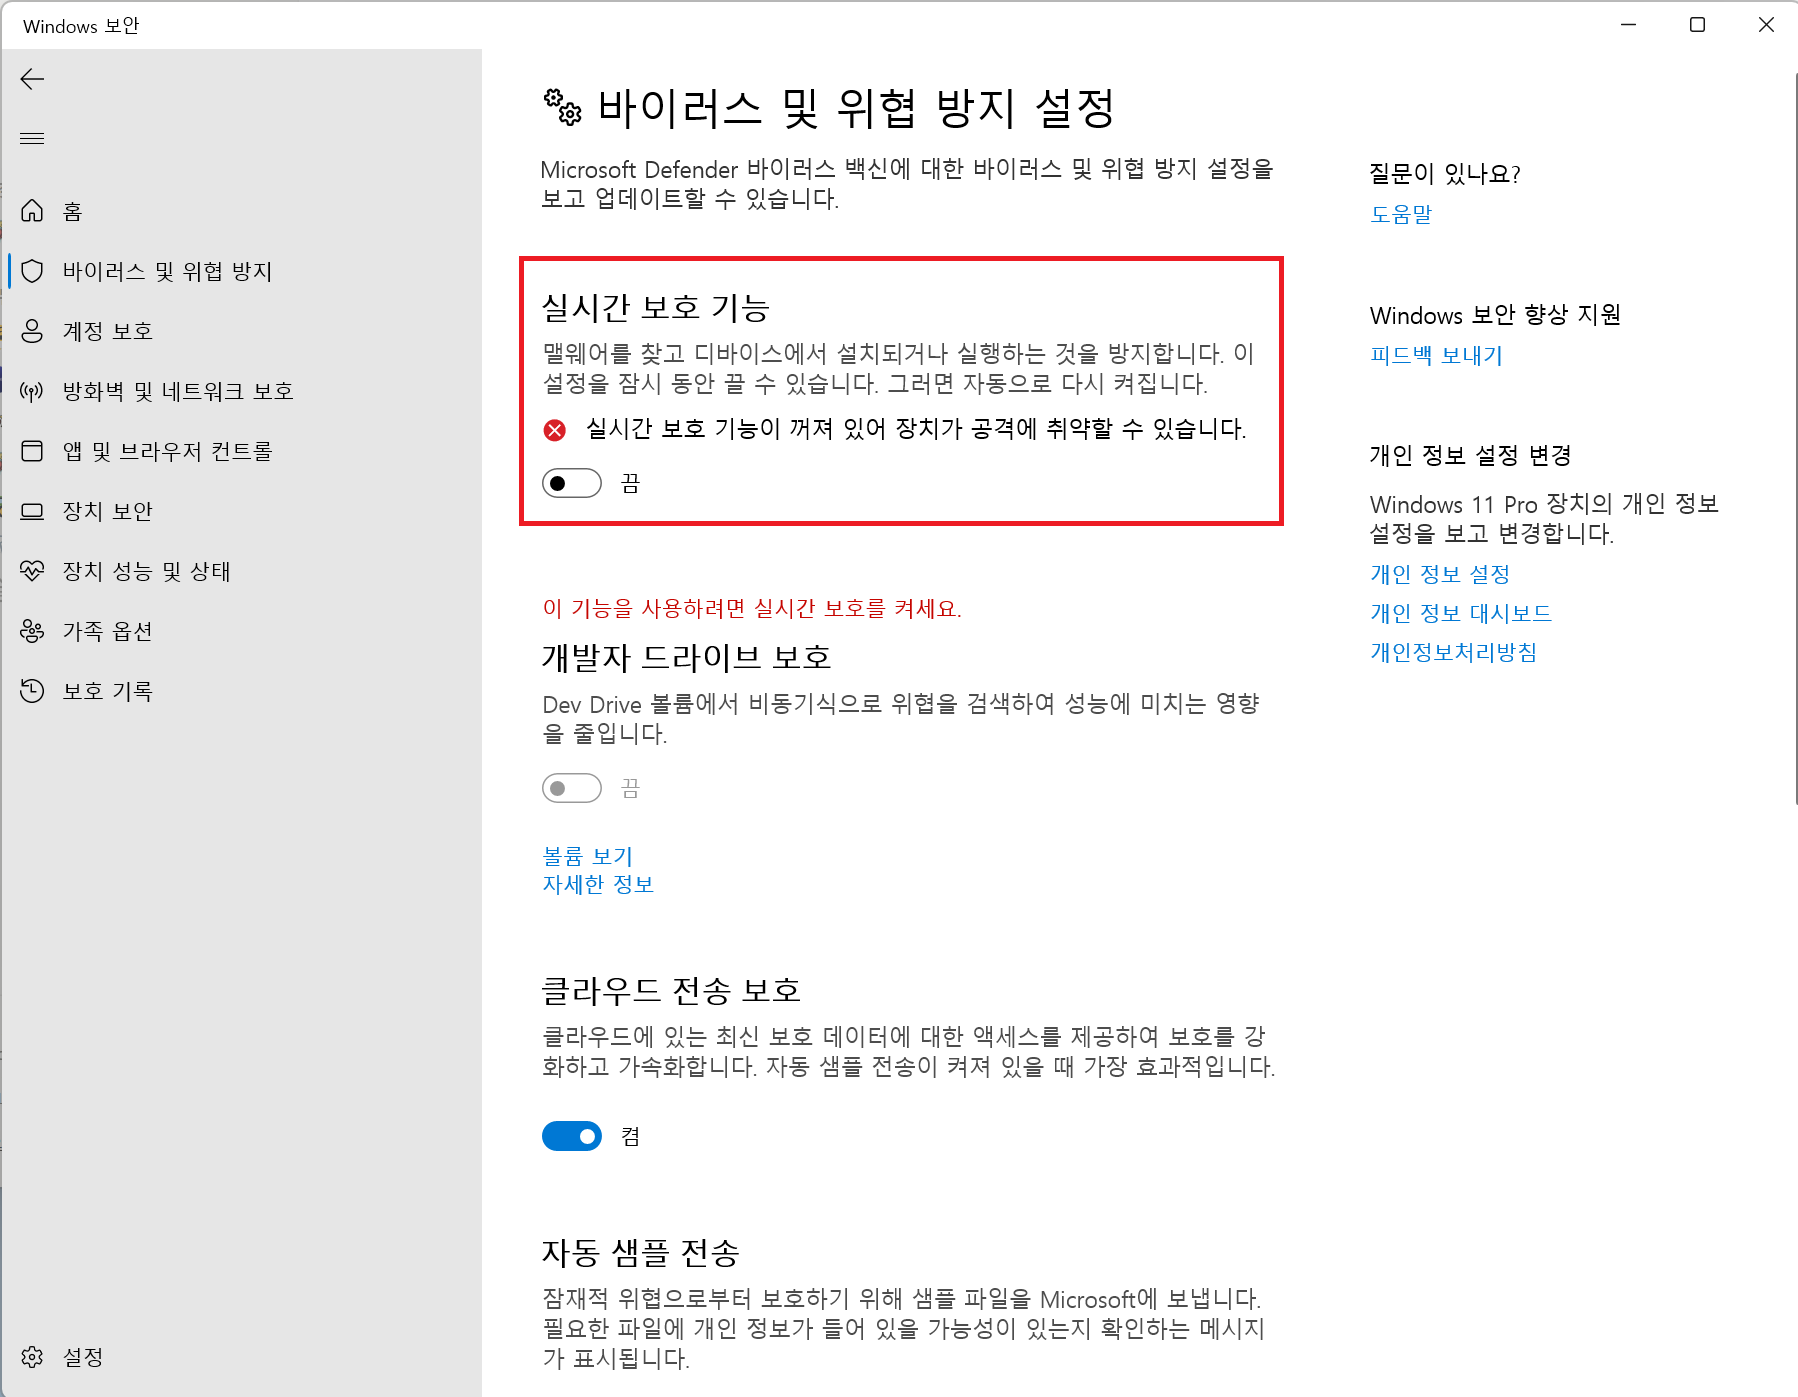 Windows 보안
홈
바이러스 및 위협 방지
계정 보호
방화벽 및 네트워크 보호
앱 및 브라우저 컨트롤
장치 보안
장치 성능 및 상태
가족 옵션
보호 기록
설정
바이러스 및 위협 방지 설정
Microsoft Defender 바이러스 백신에 대한 바이러스 및 위협 방지 설정을
보고 업데이트할 수 있습니다.
실시간 보호 기능
맬웨어를 찾고 디바이스에서 설치되거나 실행하는 것을 방지합니다. 이
설정을 잠시 동안 끌 수 있습니다. 그러면 자동으로 다시 켜집니다.
실시간 보호 기능이 꺼져 있어 장치가 공격에 취약할 수 있습니다.
끔
이 기능을 사용하려면 실시간 보호를 켜세요.
개발자 드라이브 보호
Dev Drive 볼륨에서 비동기식으로 위협을 검색하여 성능에 미치는 영향
을 줄입니다.
끔
볼륨 보기
자세한 정보
클라우드 전송 보호
클라우드에 있는 최신 보호 데이터에 대한 액세스를 제공하여 보호를 강
화하고 가속화합니다. 자동 샘플 전송이 켜져 있을 때 가장 효과적입니다.
켬
자동 샘플 전송
잠재적 위협으로부터 보호하기 위해 샘플 파일을 Microsoft에 보냅니다.
필요한 파일에 개인 정보가 들어 있을 가능성이 있는지 확인하는 메시지
가 표시됩니다.
질문이 있나요?
도움말
Windows 보안 향상 지원
피드백 보내기
개인 정보 설정 변경
Windows 11 Pro 장치의 개인 정보
설정을 보고 변경합니다.
개인 정보 설정
개인 정보 대시보드
개인정보처리방침